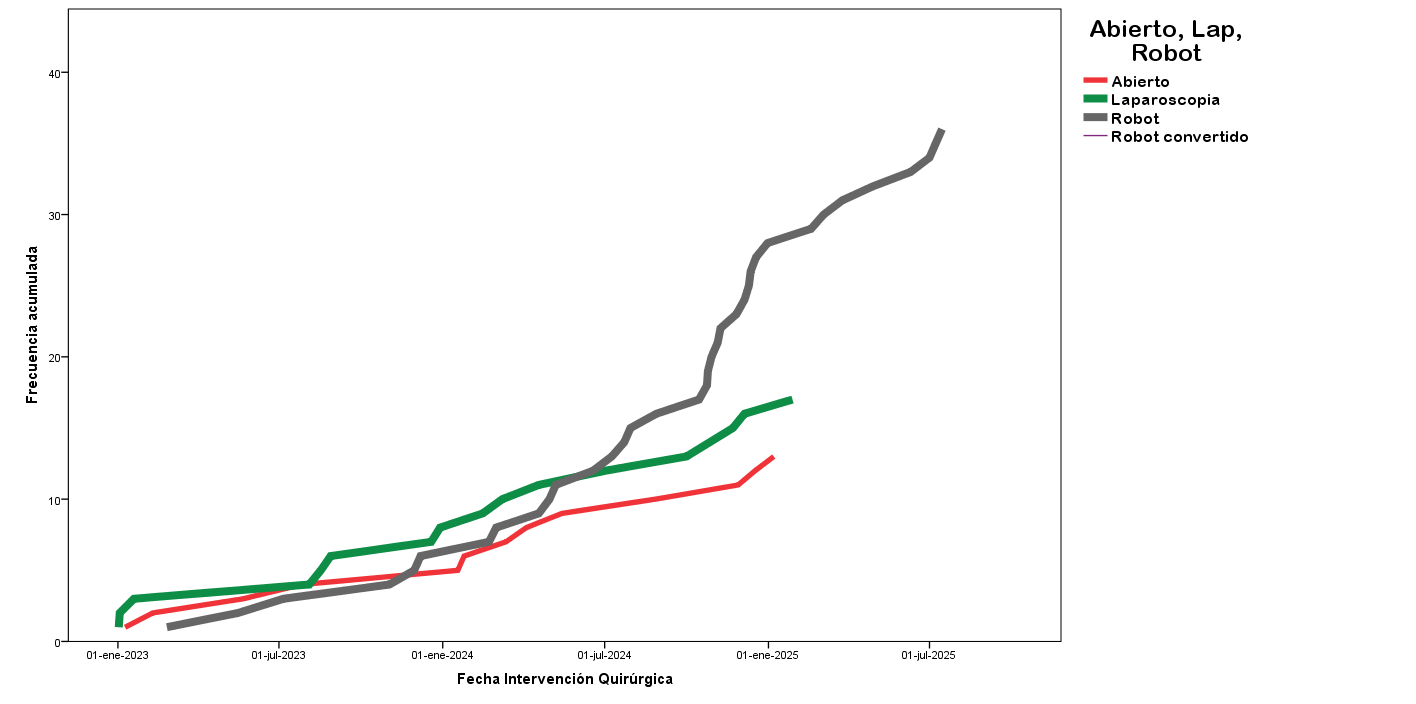 Abierto, Lap,
Robot
Abierto
Laparoscopia
Robot
Robot convertido
Frecuencia acumulada
40
30
20
10
0
01-ene-2023
01-jul-2023
01-ene-2024
01-jul-2024
01-ene-2025
01-jul-2025
Fecha Intervención Quirúrgica